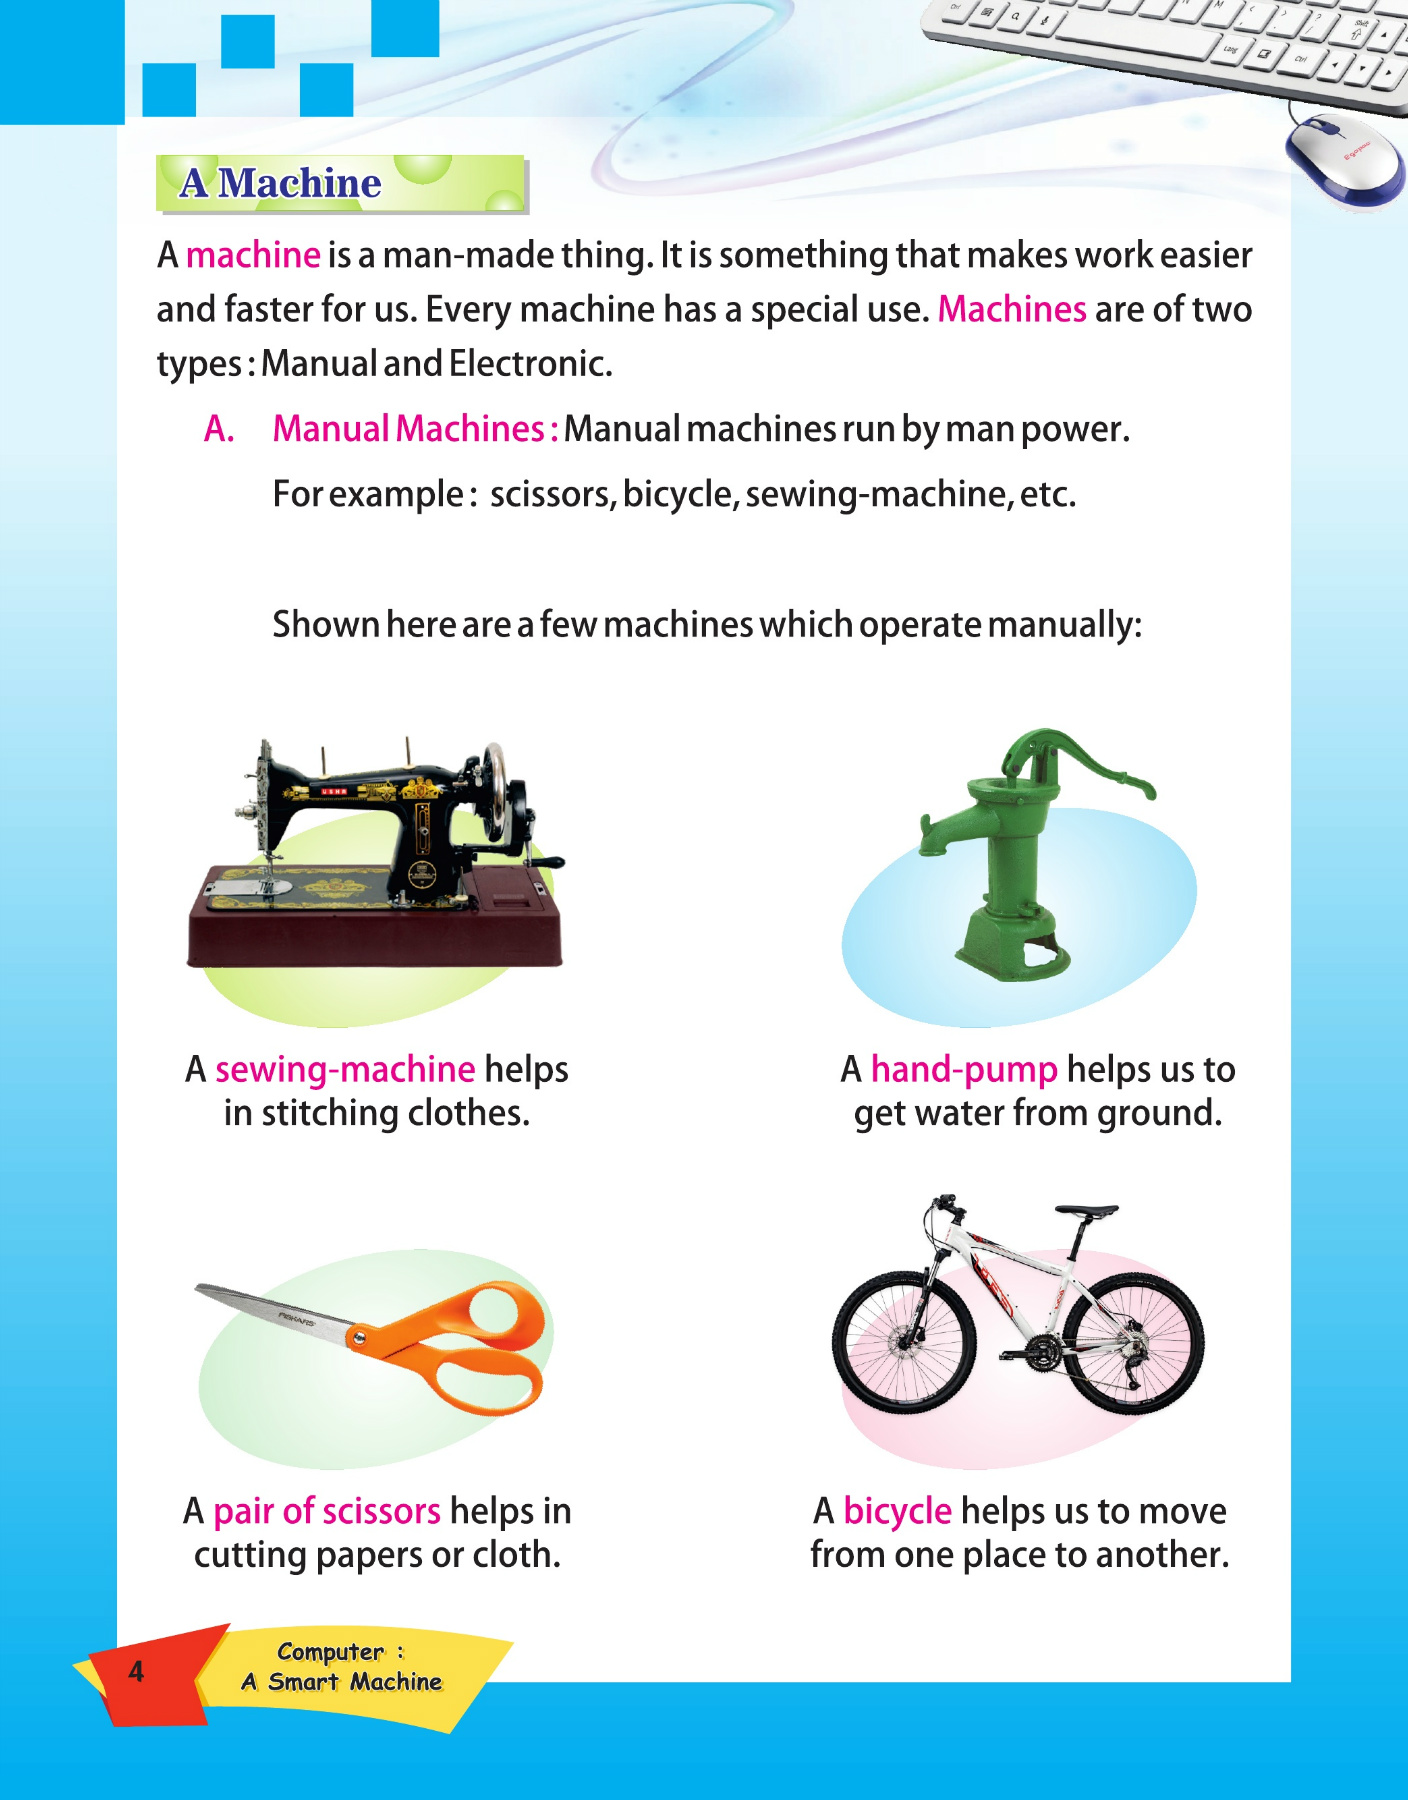 A Machine
A machine is a man-made thing. It is something that makes work easier
and faster for us. Every machine has a special use. Machines are of two
types : Manual and Electronic.
A. Manual Machines : Manual machines run by man power.
For example : scissors, bicycle, sewing-machine, etc.
Shown here are a few machines which operate manually:
USHA
A sewing-machine helps
in stitching clothes.
A hand-pump helps us to
get water from ground.
FISKARS
A pair of scissors helps in
cutting papers or cloth.
A bicycle helps us to move
from one place to another.
4
Computer :
A Smart Machine